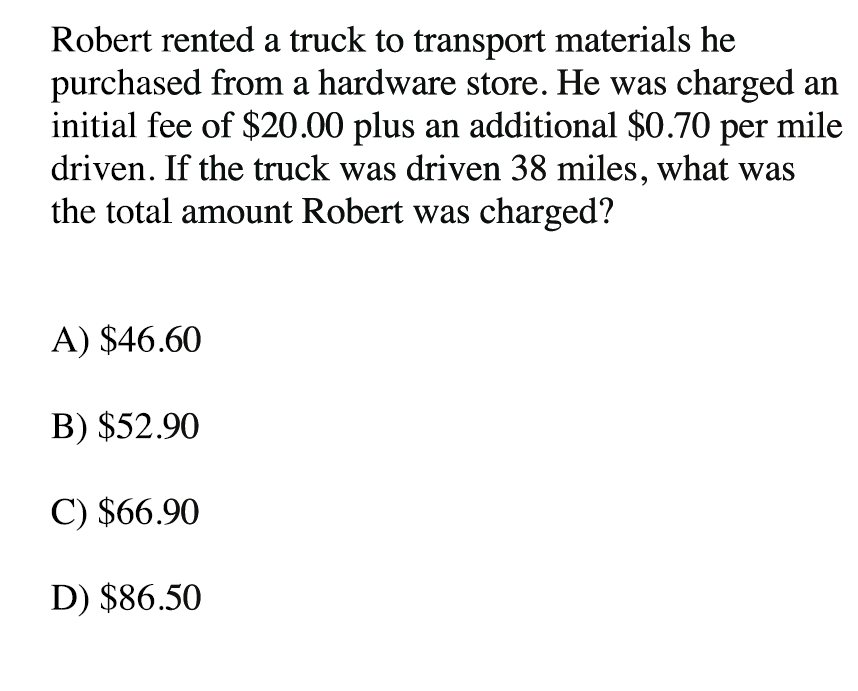 Robert rented a truck to transport materials he
purchased from a hardware store. He was charged an
initial fee of $20.00 plus an additional $0.70 per mile
driven. If the truck was driven 38 miles, what was
the total amount Robert was charged?
A) $46.60
B) $52.90
C) $66.90
D) $86.50